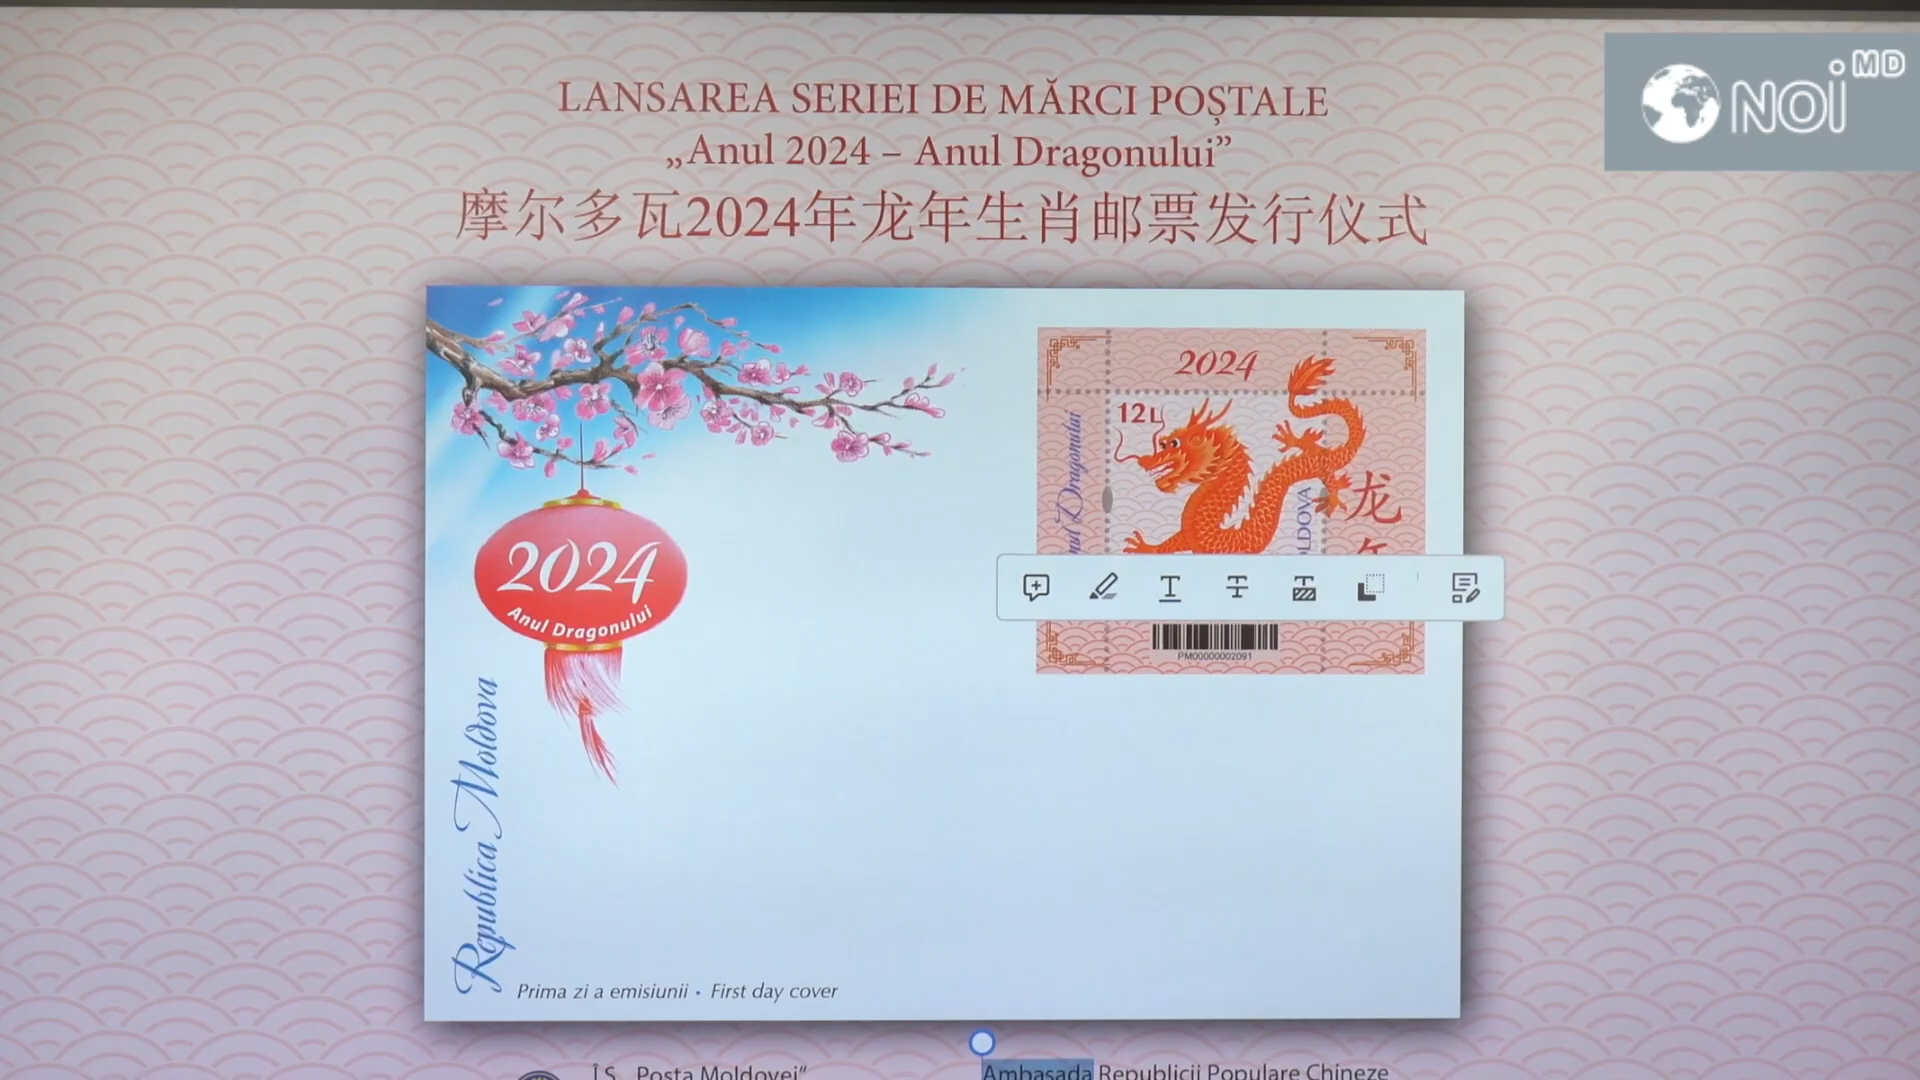 NOI MD
LANSAREA SERIEI DE MĂRCI POȘTALE
„Anul 2024 – Anul Dragonului”
摩尔多瓦2024年龙年生肖邮票发行仪式
2024
12L
Dragonului
龙
2024
Anul Dragonului
PM00000002091
Republica Moldova
Prima zi a emisiunii • First day cover
Î.S. „Poșta Moldovei”
Ambasada Republicii Populare Chineze